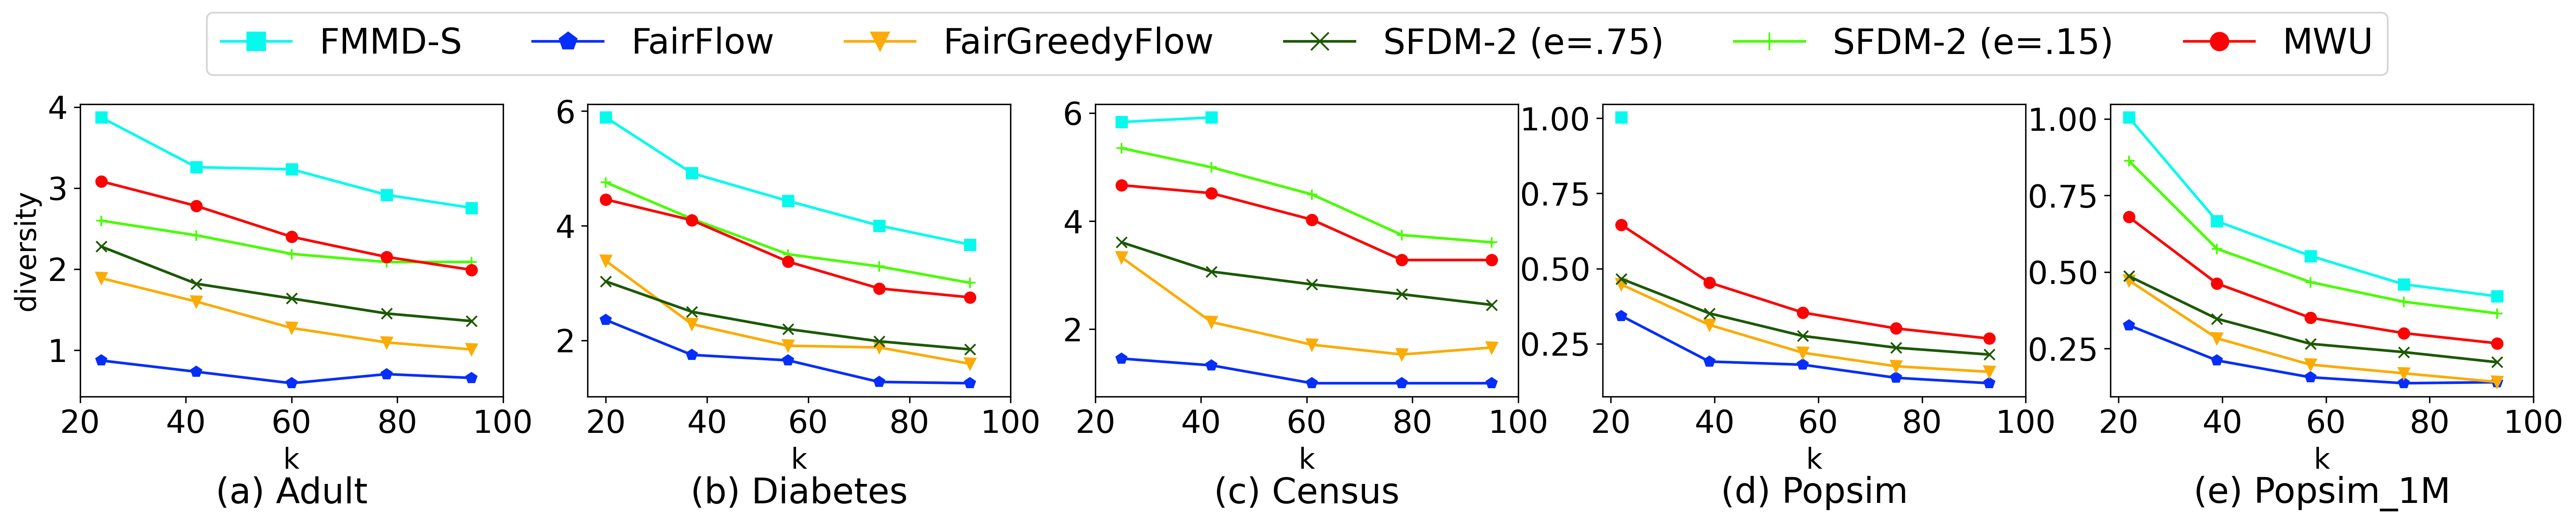 FMMD-S FairFlow FairGreedyFlow SFDM-2 (e=.75) SFDM-2 (e=.15) MWU
diversity
4
3
2
1
20 40 60 80 100
k
(a) Adult
6
4
2
20 40 60 80 100
k
(b) Diabetes
6
4
2
20 40 60 80 100
k
(c) Census
1.00
0.75
0.50
0.25
20 40 60 80 100
k
(d) Popsim
1.00
0.75
0.50
0.25
20 40 60 80 100
k
(e) Popsim_1M